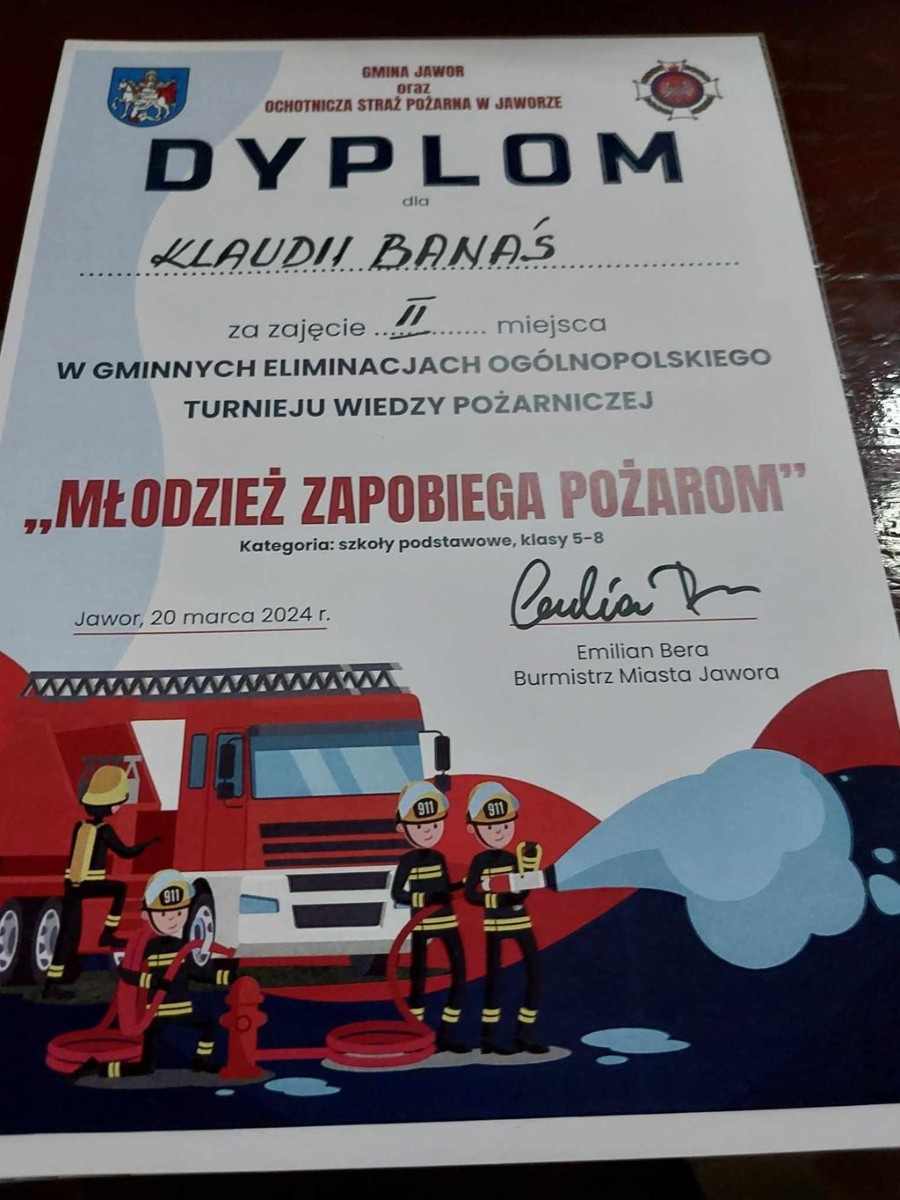 GMINA JAWOR
oraz
OCHOTNICZA STRAŻ POŻARNA W JAWORZE
DYPLOM
dla
KLAUDII BANAŚ
za zajęcie ...II....... miejsca
W GMINNYCH ELIMINACJACH OGÓLNOPOLSKIEGO
TURNIEJU WIEDZY POŻARNICZEJ
„MŁODZIEŻ ZAPOBIEGA POŻAROM”
Kategoria: szkoły podstawowe, klasy 5-8
Jawor, 20 marca 2024 r.
Emilian Bera
Burmistrz Miasta Jawora
911
911
911